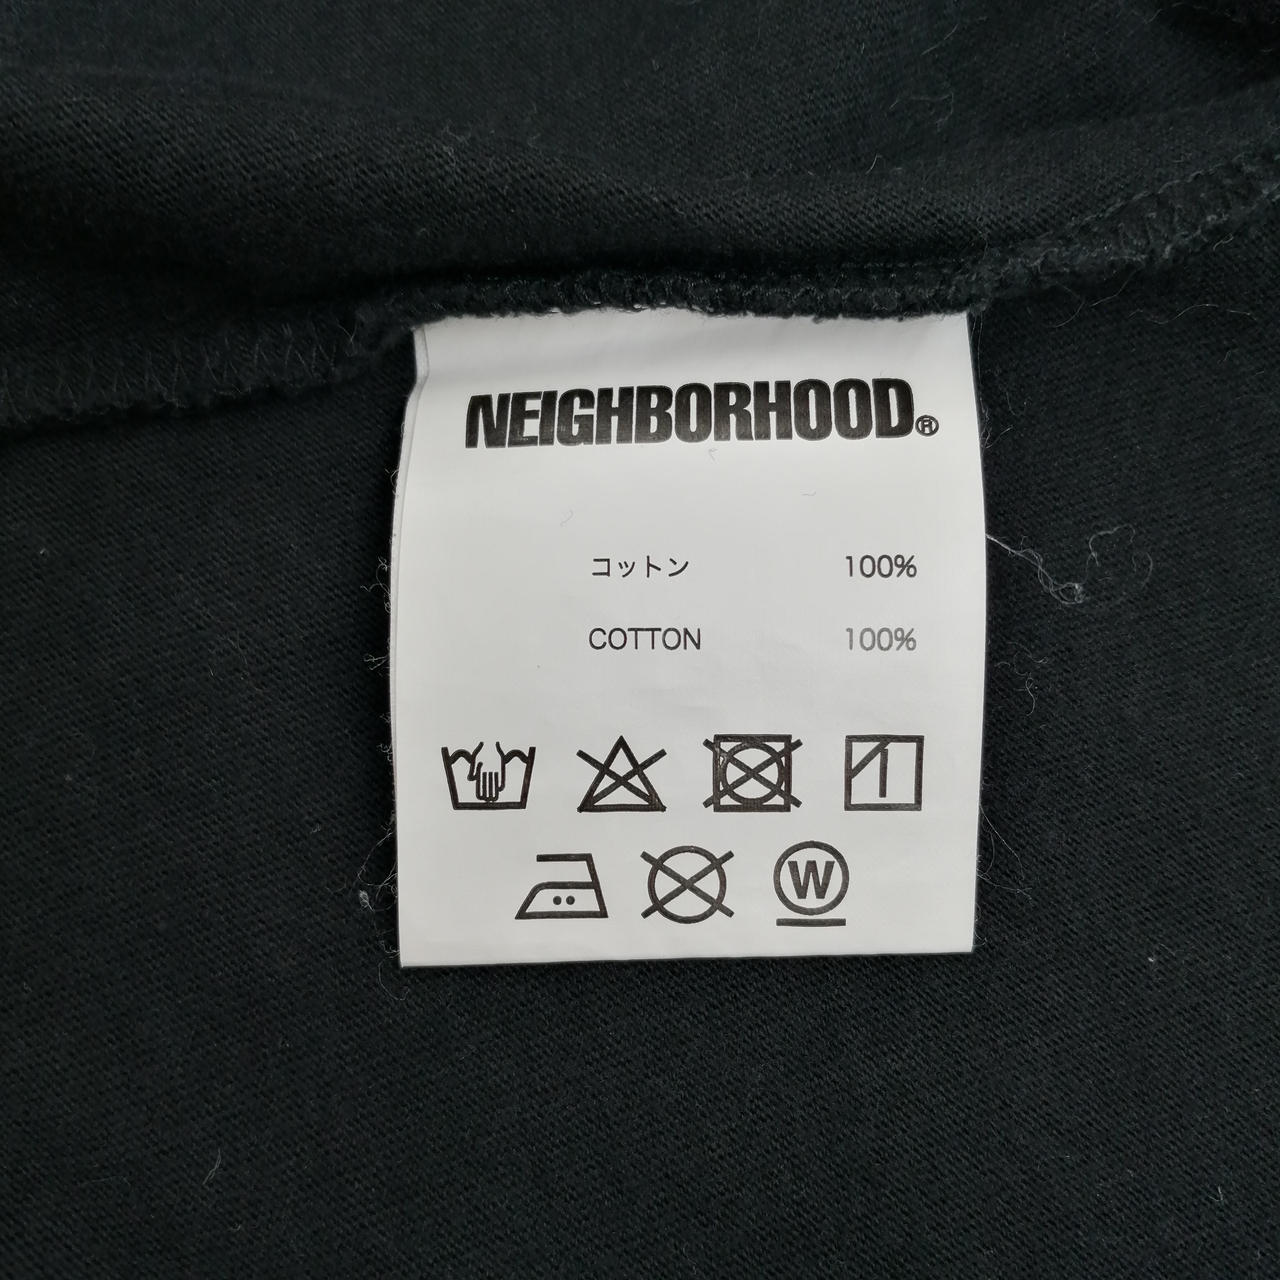 NEIGHBORHOOD®
コットン 100%
COTTON 100%
W